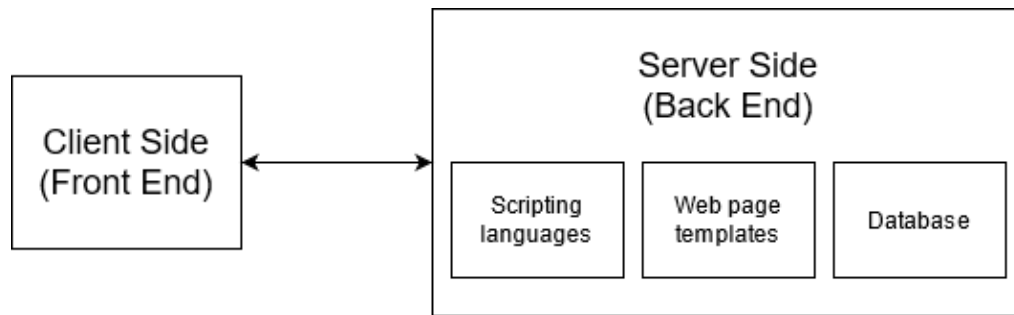 Client Side
(Front End)
Server Side
(Back End)
Scripting
languages
Web page
templates
Database